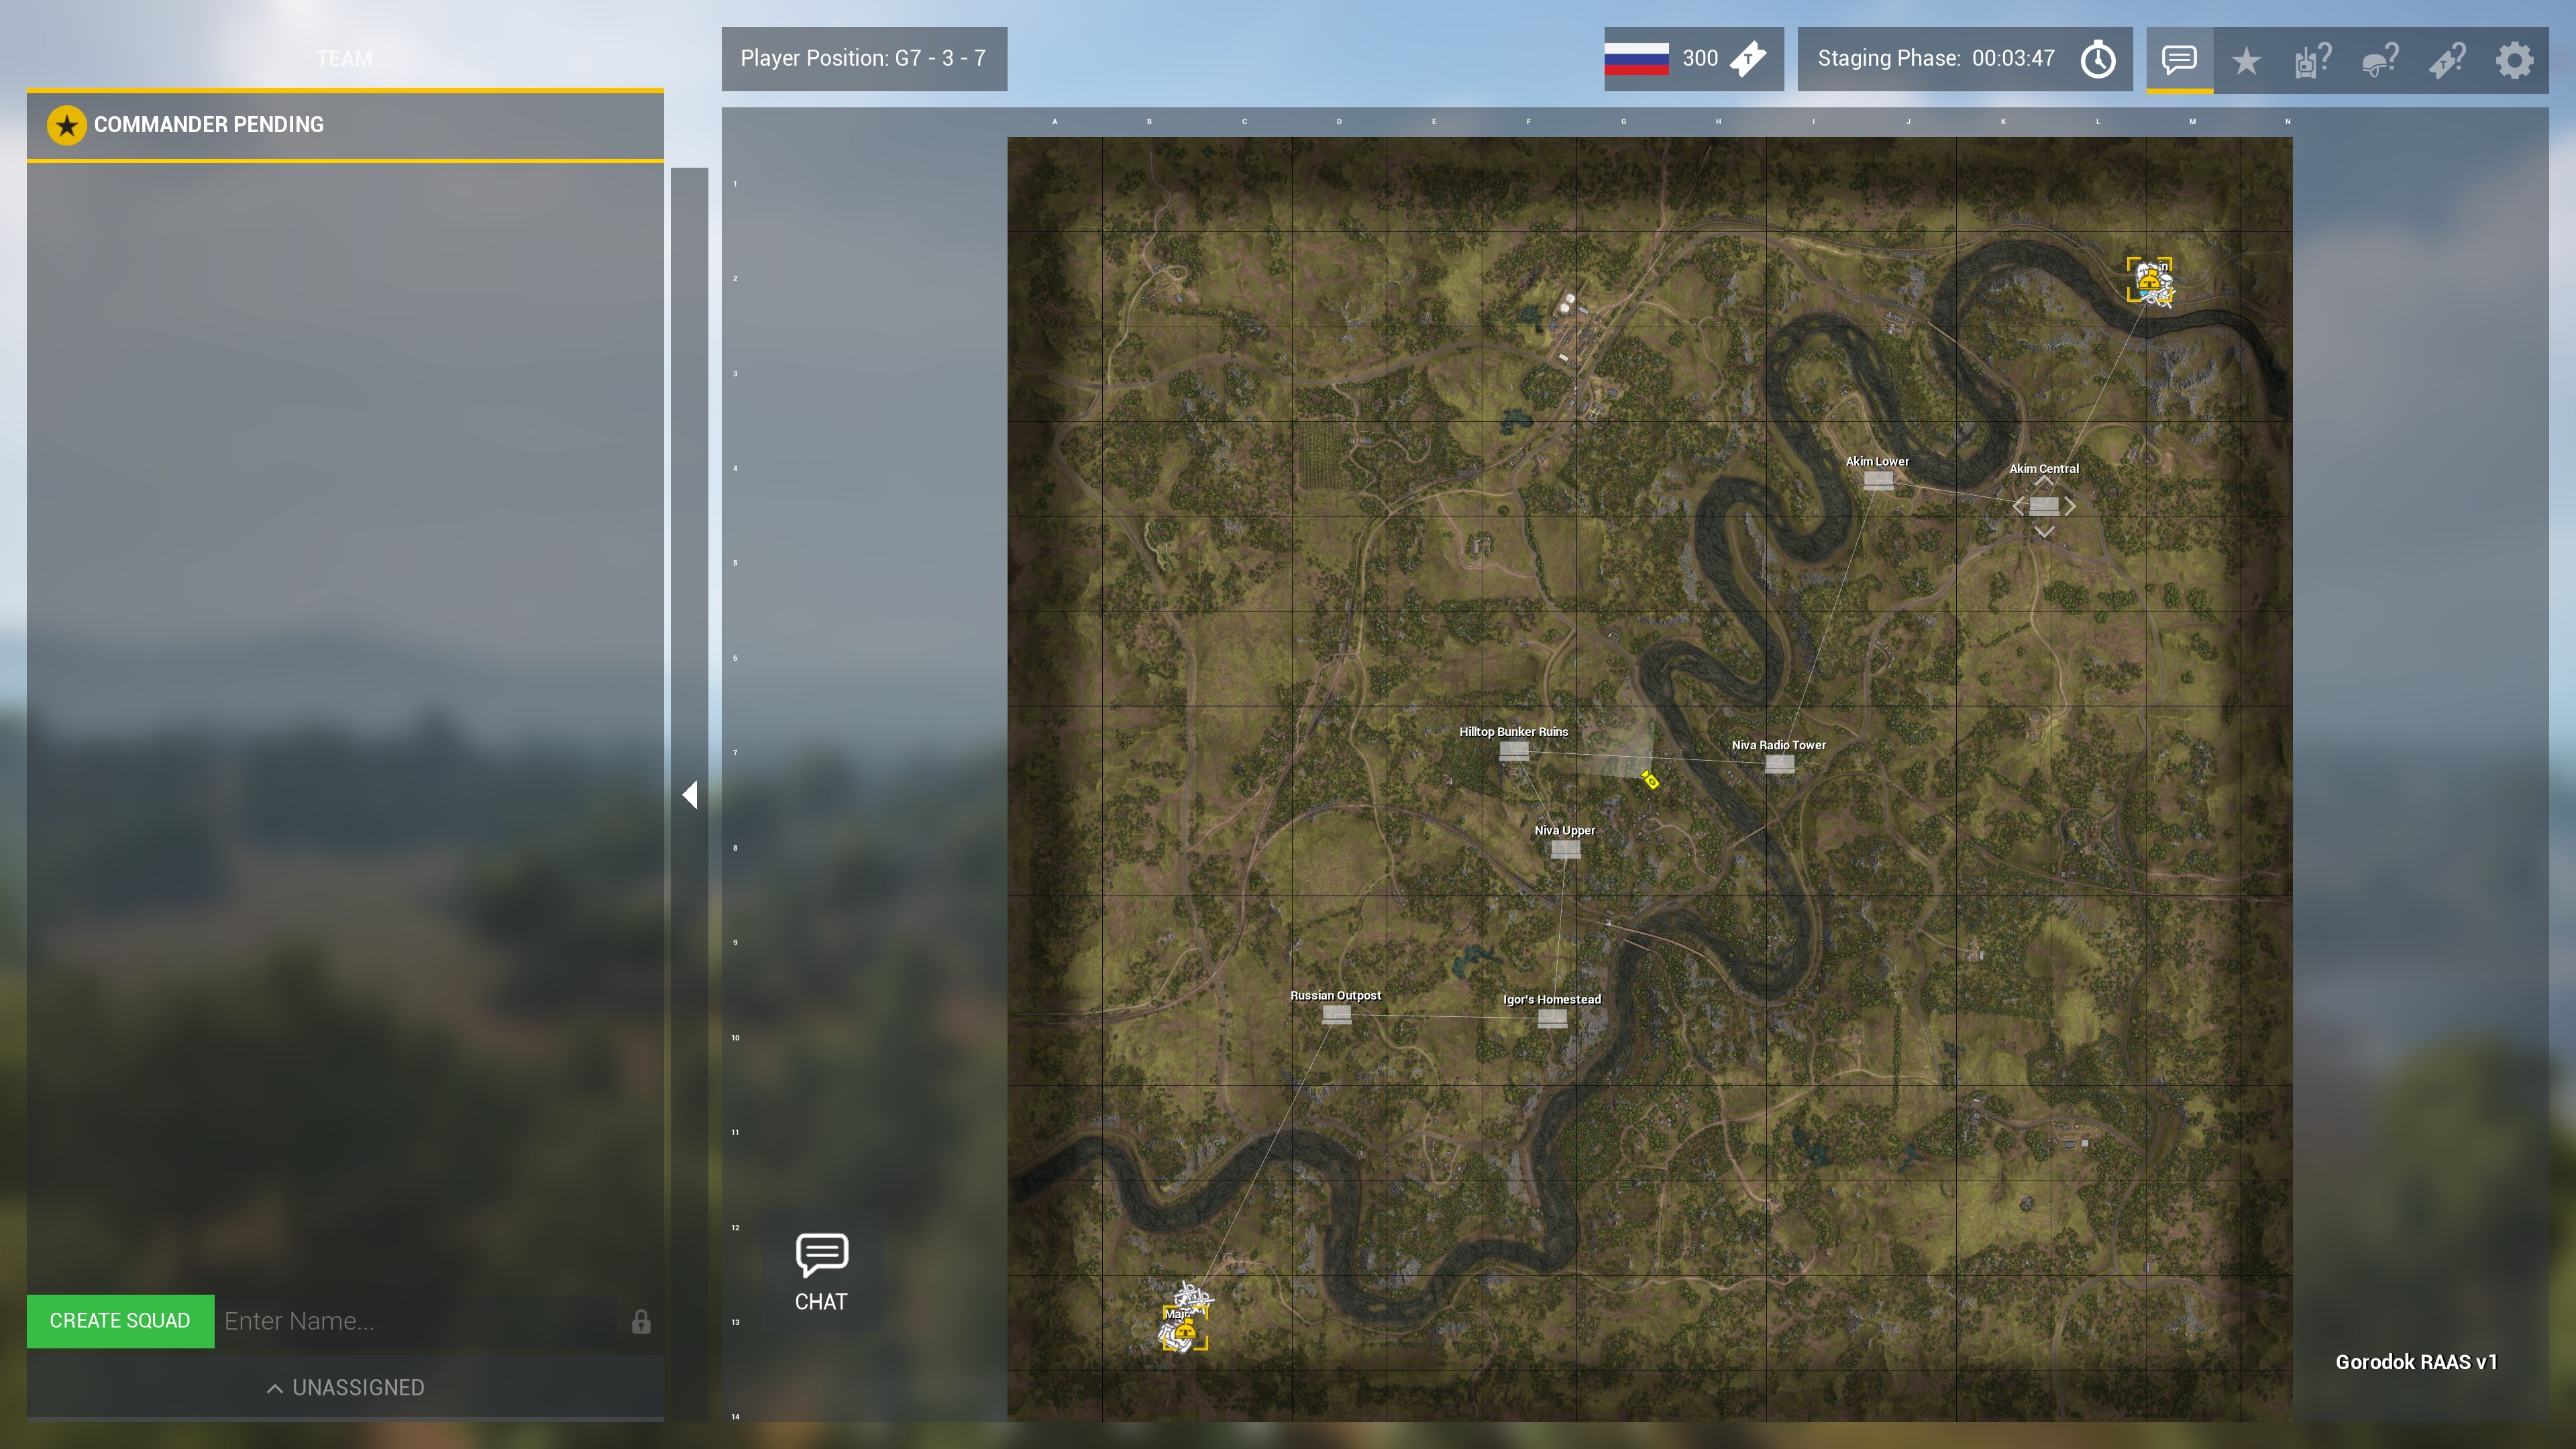 TEAM
Player Position: G7 - 3 - 7
300
T
Staging Phase: 00:03:47
COMMANDER PENDING
A B C D E F G H I J K L M N
1
2
3
4
5
6
7
8
9
10
11
12
13
14
Akim Lower
Akim Central
Hilltop Bunker Ruins
Niva Radio Tower
Niva Upper
Russian Outpost
Igor's Homestead
CHAT
CREATE SQUAD
Enter Name...
UNASSIGNED
Gorodok RAAS v1